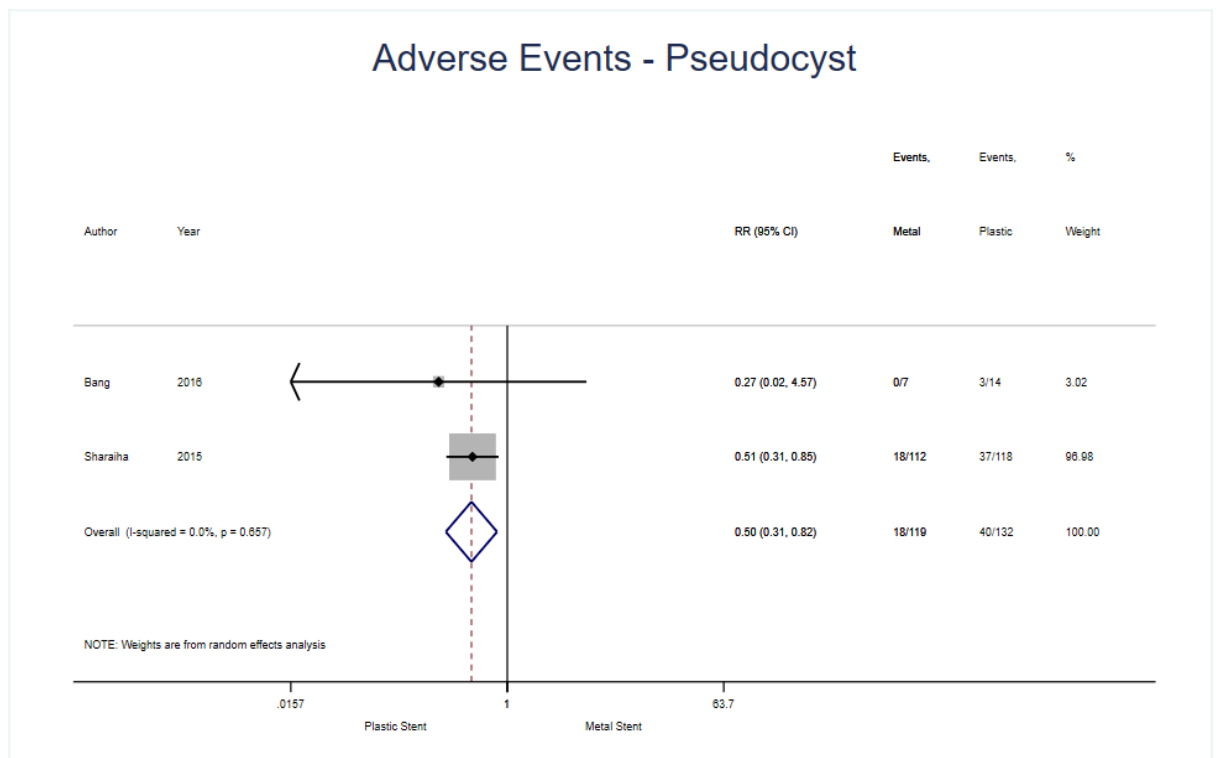 Adverse Events - Pseudocyst
Events, Events, %
Author Year RR (95% CI) Metal Plastic Weight
Bang 2016 0.27 (0.02, 4.57) 0/7 3/14 3.02
Sharaiha 2015 0.51 (0.31, 0.85) 18/112 37/118 96.98
Overall (I-squared = 0.0%, p = 0.657) 0.50 (0.31, 0.82) 18/119 40/132 100.00
NOTE: Weights are from random effects analysis
.0157 1 63.7
Plastic Stent Metal Stent